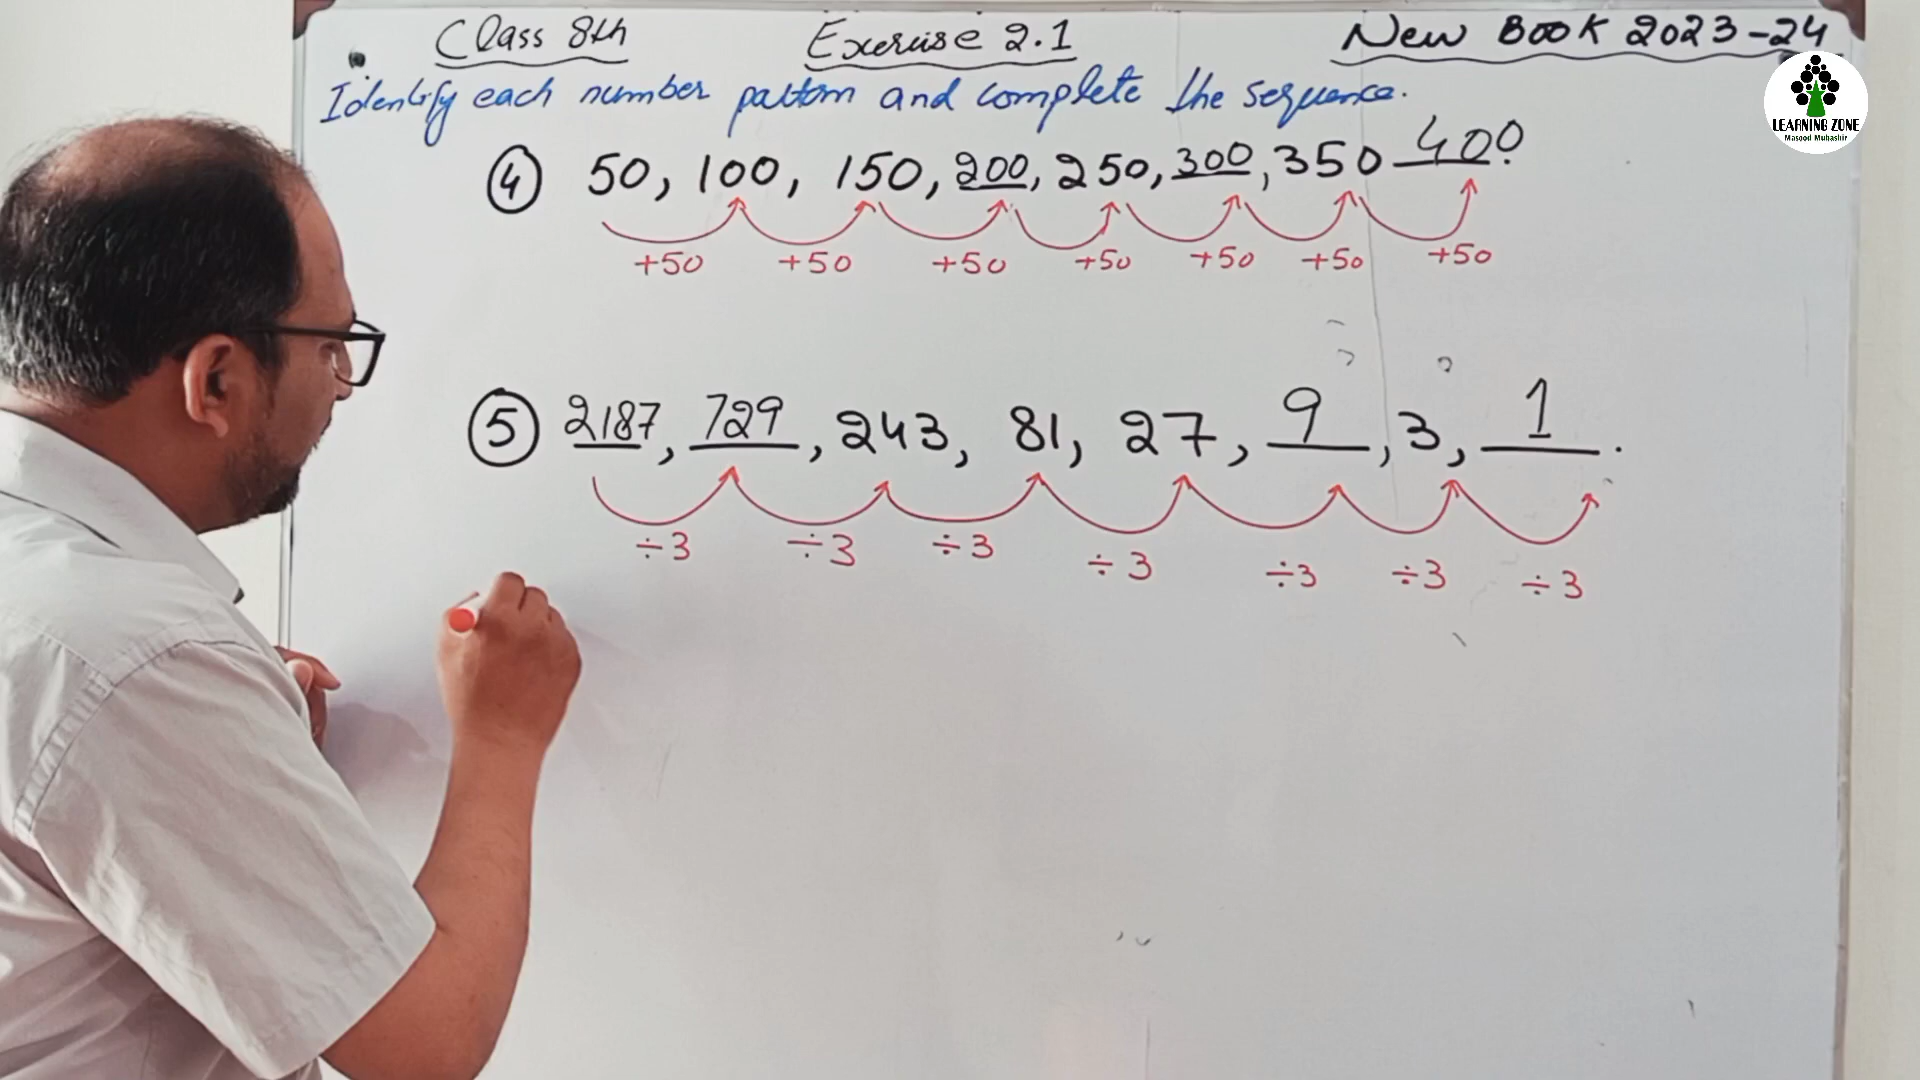 Class 8th Exercise 2.1 New BOOK 2023-24
Identify each number pattern and complete the sequence.
LEARNING ZONE
Masood Mubashir
④ 50, 100, 150, 200, 250, 300, 350 400.
+50 +50 +50 +50 +50 +50 +50
⑤ 2187, 729, 243, 81, 27, 9, 3, 1.
÷3 ÷3 ÷3 ÷3 ÷3 ÷3 ÷3